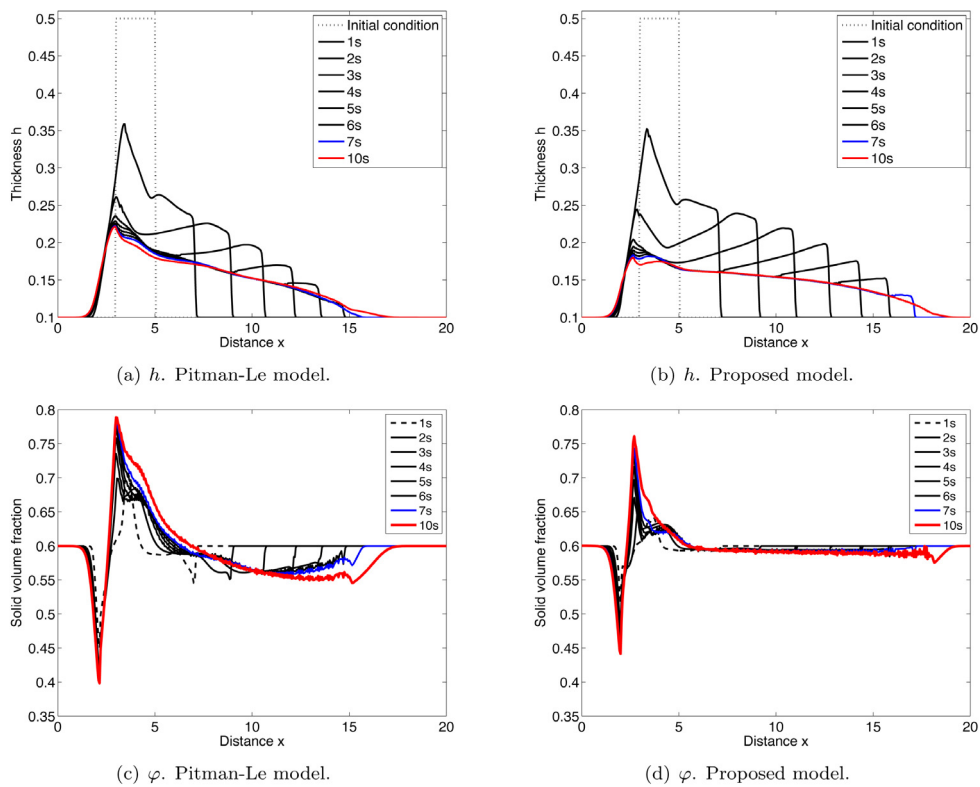 0.5
0.45
0.4
0.35
0.3
0.25
0.2
0.15
0.1
Thickness h
0
5
10
15
20
Distance x
Initial condition
1s
2s
3s
4s
5s
6s
7s
10s
(a) h. Pitman-Le model.
0.5
0.45
0.4
0.35
0.3
0.25
0.2
0.15
0.1
Thickness h
0
5
10
15
20
Distance x
Initial condition
1s
2s
3s
4s
5s
6s
7s
10s
(b) h. Proposed model.
0.8
0.75
0.7
0.65
0.6
0.55
0.5
0.45
0.4
0.35
Solid volume fraction
0
5
10
15
20
Distance x
1s
2s
3s
4s
5s
6s
7s
10s
(c) φ. Pitman-Le model.
0.8
0.75
0.7
0.65
0.6
0.55
0.5
0.45
0.4
0.35
Solid volume fraction
0
5
10
15
20
Distance x
1s
2s
3s
4s
5s
6s
7s
10s
(d) φ. Proposed model.